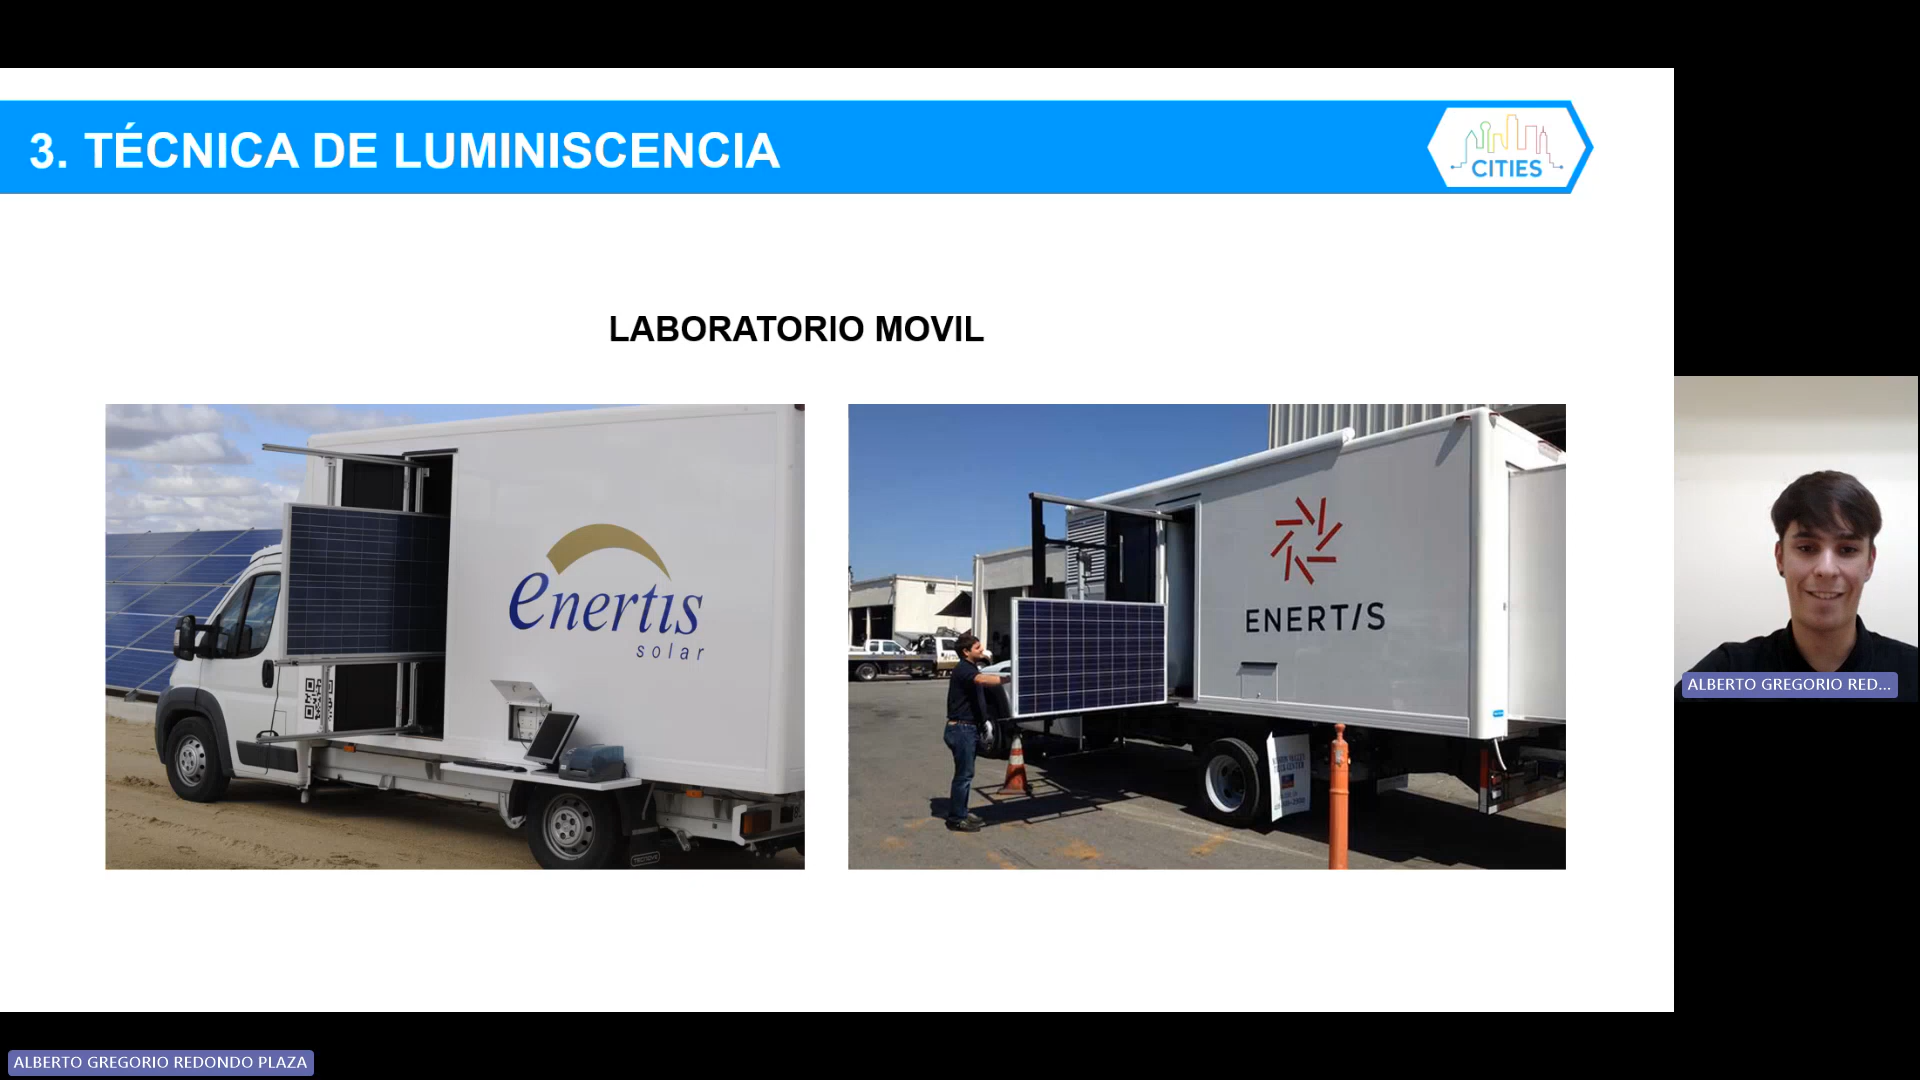 3. TÉCNICA DE LUMINISCENCIA
CITIES
LABORATORIO MOVIL
enertis
solar
ENERTIS
ALBERTO GREGORIO RED...
ALBERTO GREGORIO REDONDO PLAZA